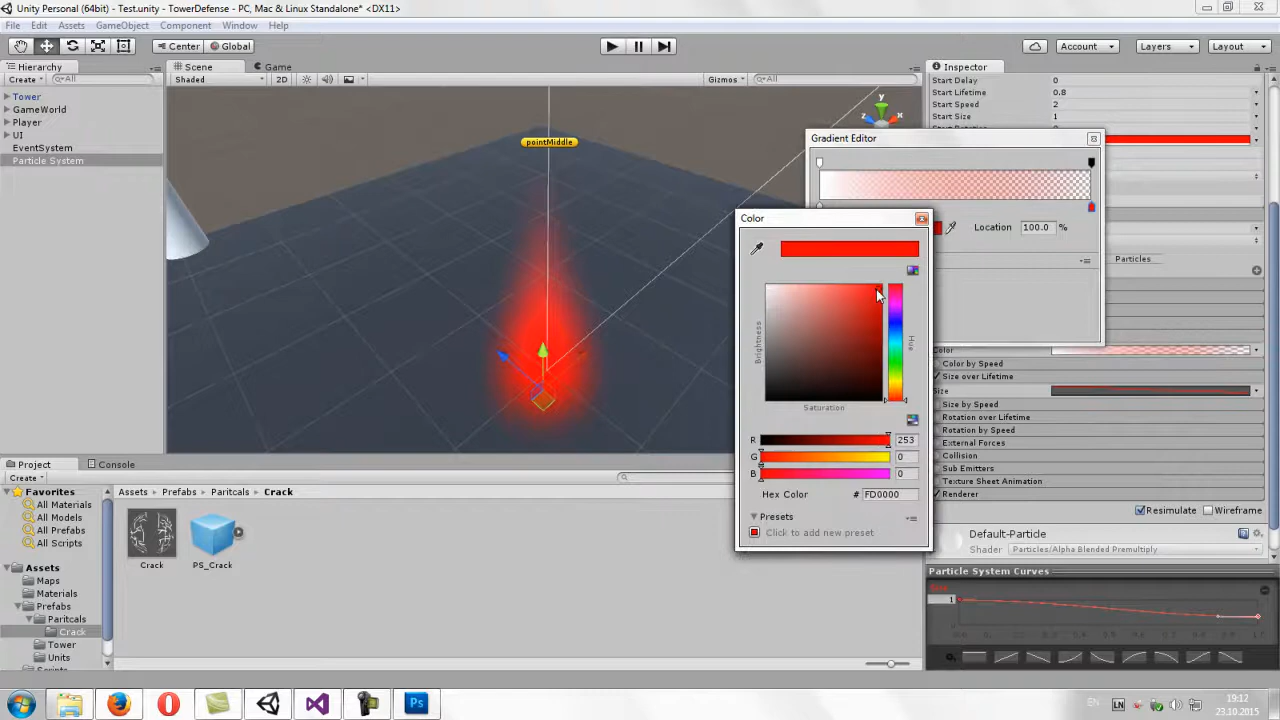 Unity Personal (64bit) - Test.unity - TowerDefense - PC, Mac & Linux Standalone* <DX11>
File Edit Assets GameObject Component Window Help
Center Global Account Layers Layout
Hierarchy Scene Game Inspector
Create All Shaded 2D Gizmos All
Start Delay 0
Start Lifetime 0.8
Start Speed 2
Start Size 1
Tower
GameWorld
Player
UI
EventSystem
Particle System
pointMiddle
y
z x
Gradient Editor
Location 100.0 %
Particles
Color
Brightness
Hue
Saturation
R 253
G 0
B 0
Hex Color # FD0000
Presets
Click to add new preset
Color
Color by Speed
Size over Lifetime
Size
Size by Speed
Rotation over Lifetime
Rotation by Speed
External Forces
Collision
Sub Emitters
Texture Sheet Animation
Renderer
Resimulate Wireframe
Default-Particle
Shader Particles/Alpha Blended Premultiply
Particle System Curves
1
Project Console
Create
Favorites
All Materials
All Models
All Prefabs
All Scripts
Assets
Maps
Materials
Prefabs
Paritcals
Crack
Tower
Units
Assets Prefabs Paritcals Crack
Crack PS_Crack
Ps
EN LN 19:12
23.10.2015